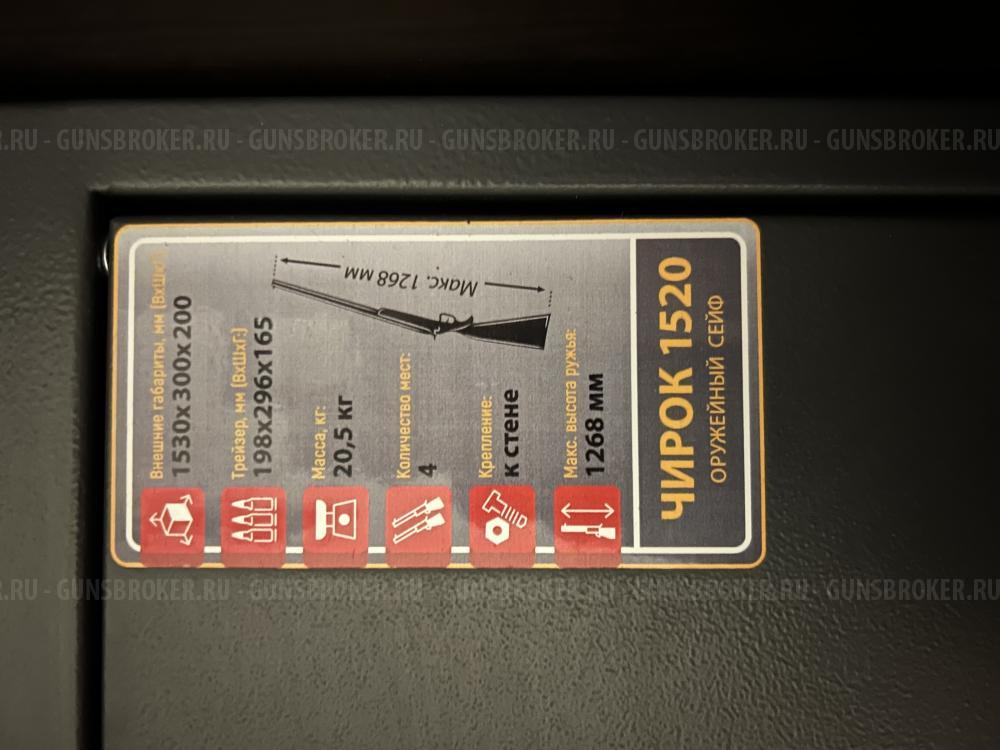 .RU - GUNSBROKER.RU - GUNSBROKER.RU - GUNSBROKER.RU - GUNSBROKER.RU - GUNSBROKER.RU
Внешние габариты, мм (ВхШхГ:)
1530x300x200
Трейзер, мм (ВхШхГ:)
198x296x165
Масса, кг:
20,5 кг
Количество мест:
4
Крепление:
к стене
Макс. высота ружья:
1268 мм
Макс. 1268 мм
ЧИРОК 1520
ОРУЖЕЙНЫЙ СЕЙФ
.RU - GUNSBROKER.RU - GUNSBROKER.RU - GUNSBROKER.RU - GUNSBROKER.RU - GUNSBROKER.RU